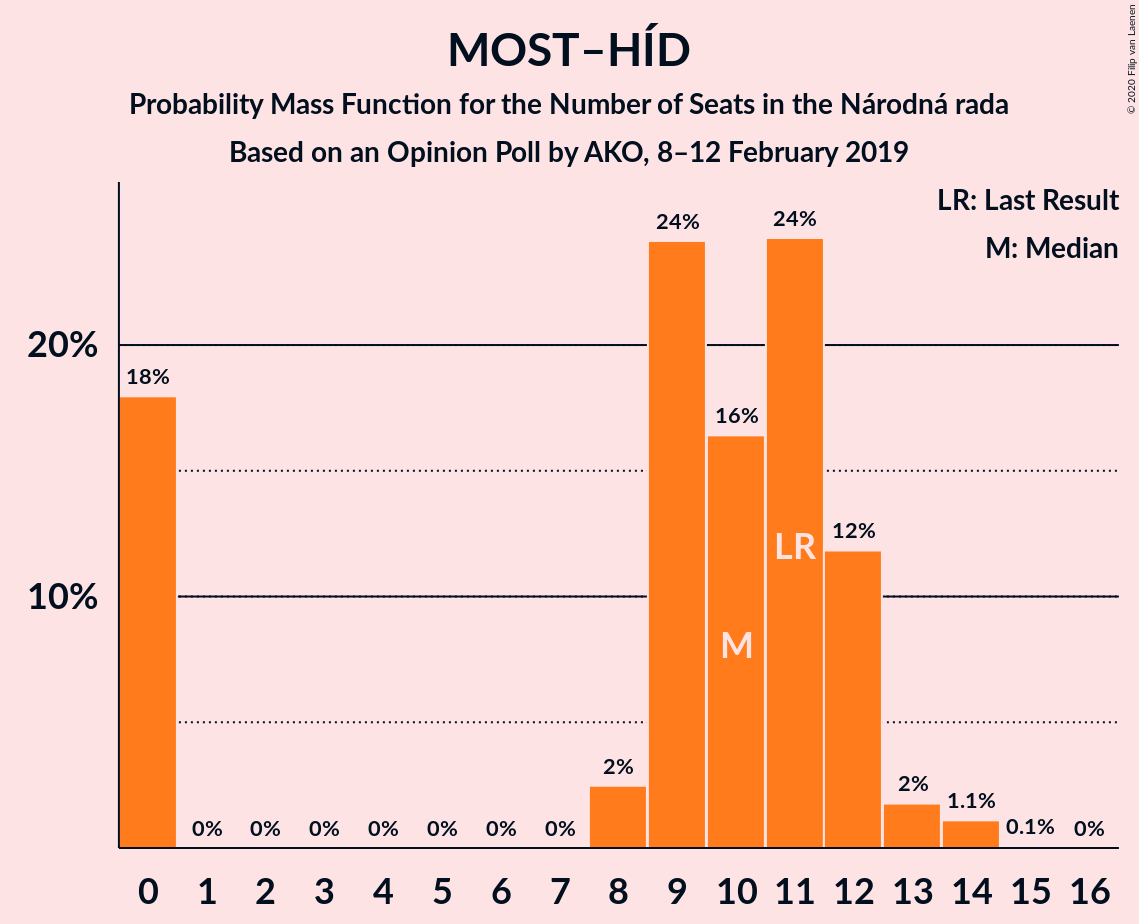 MOST–HÍD
Probability Mass Function for the Number of Seats in the Národná rada
Based on an Opinion Poll by AKO, 8–12 February 2019
© 2020 Filip van Laenen
LR: Last Result
M: Median
20%
10%
18%
0%
0%
0%
0%
0%
0%
0%
2%
24%
16%
24%
12%
2%
1.1%
0.1%
0%
M
LR
0 1 2 3 4 5 6 7 8 9 10 11 12 13 14 15 16